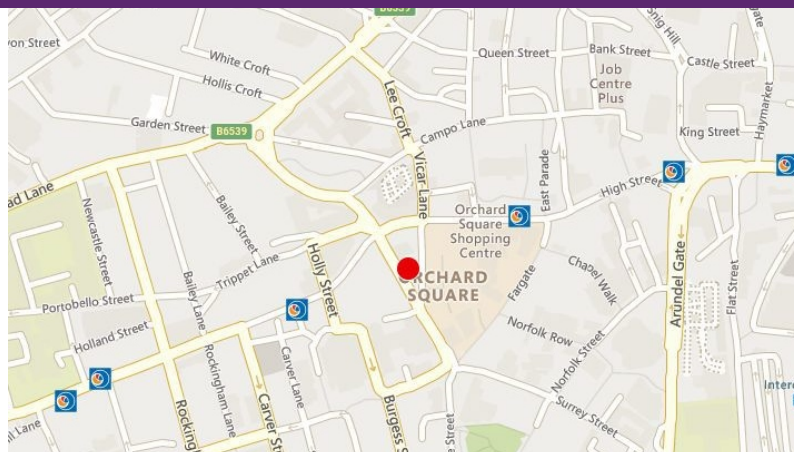 B6539
Snig Hill
yon Street
White Croft
Queen Street
Bank Street
Castle Street
Hollis Croft
Lee Croft
Job
Centre
Plus
Haymarket
Garden Street
B6539
Campo Lane
King Street
Vicar Lane
East Parade
High Street
ad Lane
Newcastle Street
Bailey Street
Orchard
Square
Shopping
Centre
Trippet Lane
Holly Street
Chapel Walk
ORCHARD
SQUARE
Fargate
Arundel Gate
Flat Street
Portobello Street
Bailey Lane
Holland Street
Norfolk Row
Norfolk Street
Rockingham Lane
Carver Lane
Interc
Rocking
Carver St
Burgess S
e Street
Surrey Street
ll Lane